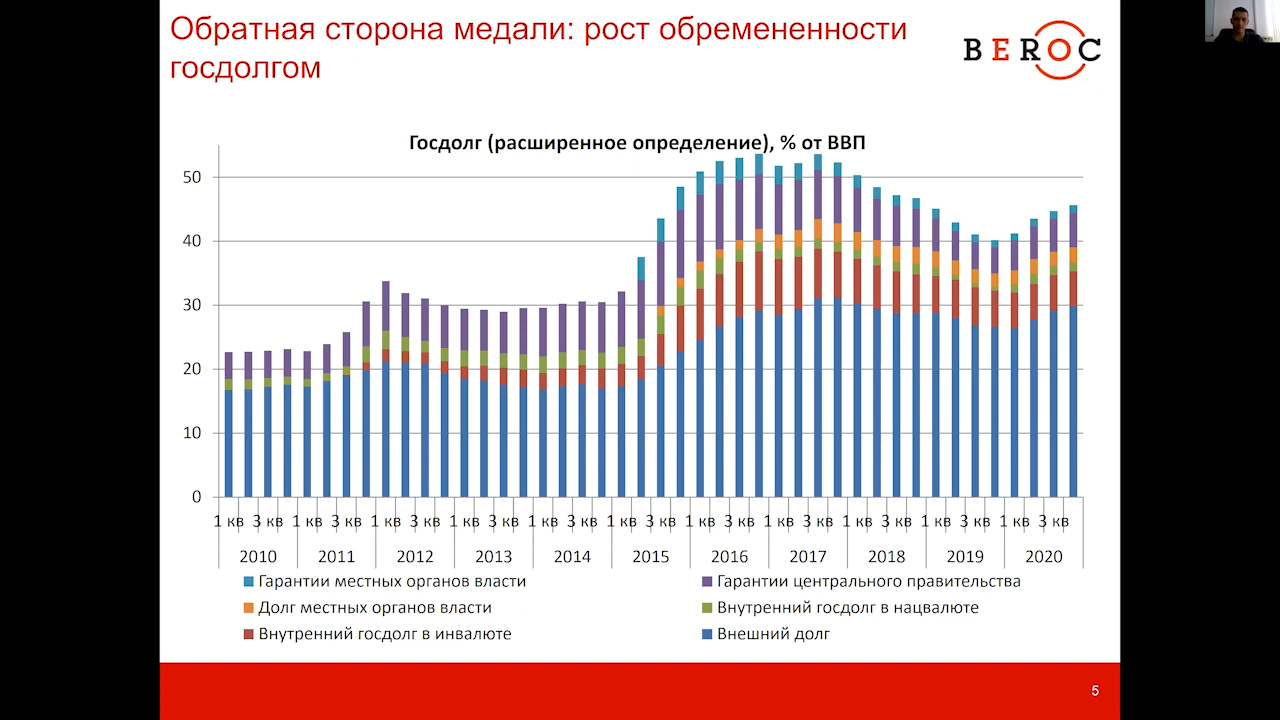 Обратная сторона медали: рост обремененности
госдолгом
BEROC
Госдолг (расширенное определение), % от ВВП
50
40
30
20
10
0
1 кв 3 кв 1 кв 3 кв 1 кв 3 кв 1 кв 3 кв 1 кв 3 кв 1 кв 3 кв 1 кв 3 кв 1 кв 3 кв 1 кв 3 кв 1 кв 3 кв 1 кв 3 кв
2010 2011 2012 2013 2014 2015 2016 2017 2018 2019 2020
Гарантии местных органов власти Гарантии центрального правительства
Долг местных органов власти Внутренний госдолг в нацвалюте
Внутренний госдолг в инвалюте Внешний долг
5